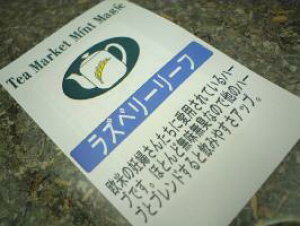 Tea Market Mint Magie
ラズベリーリーフ
欧米の妊婦さんたちに愛用されているハー
ブです。ほとんど無味無臭なので他のハー
ブとブレンドすると飲みやすさアップ。